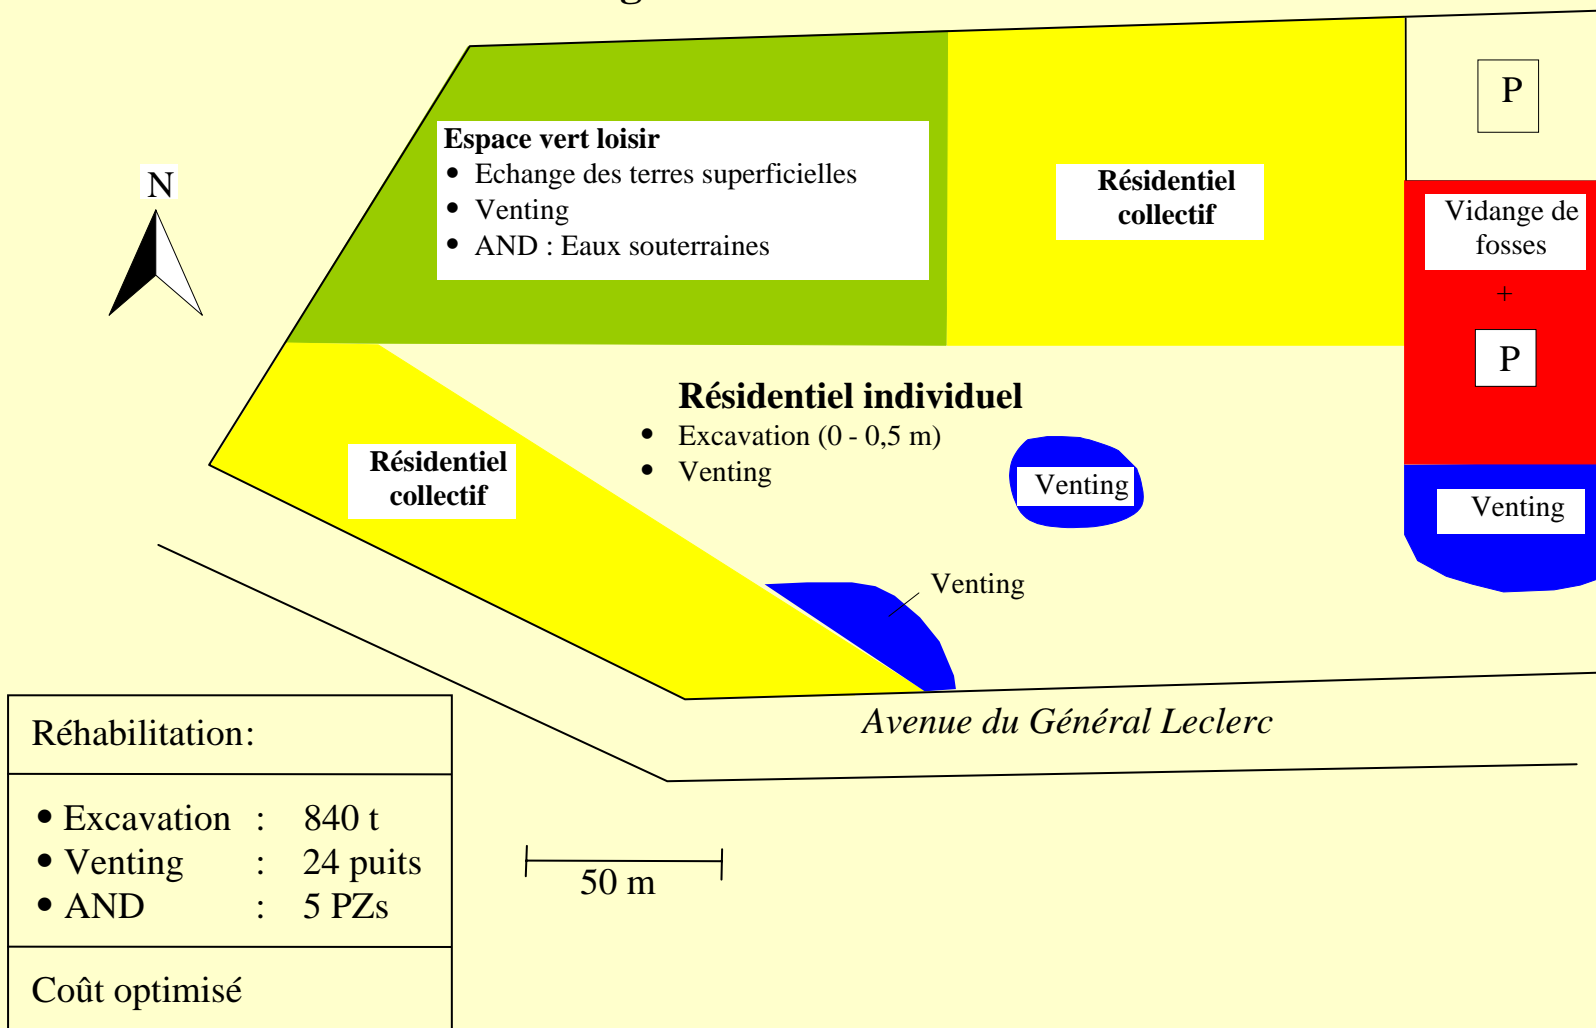 P
Espace vert loisir
• Echange des terres superficielles
• Venting
• AND : Eaux souterraines
Résidentiel
collectif
N
Vidange de
fosses
+
P
Résidentiel individuel
• Excavation (0 - 0,5 m)
• Venting
Résidentiel
collectif
Venting
Venting
Venting
Avenue du Général Leclerc
Réhabilitation:
• Excavation : 840 t
• Venting : 24 puits
• AND : 5 PZs
50 m
Coût optimisé